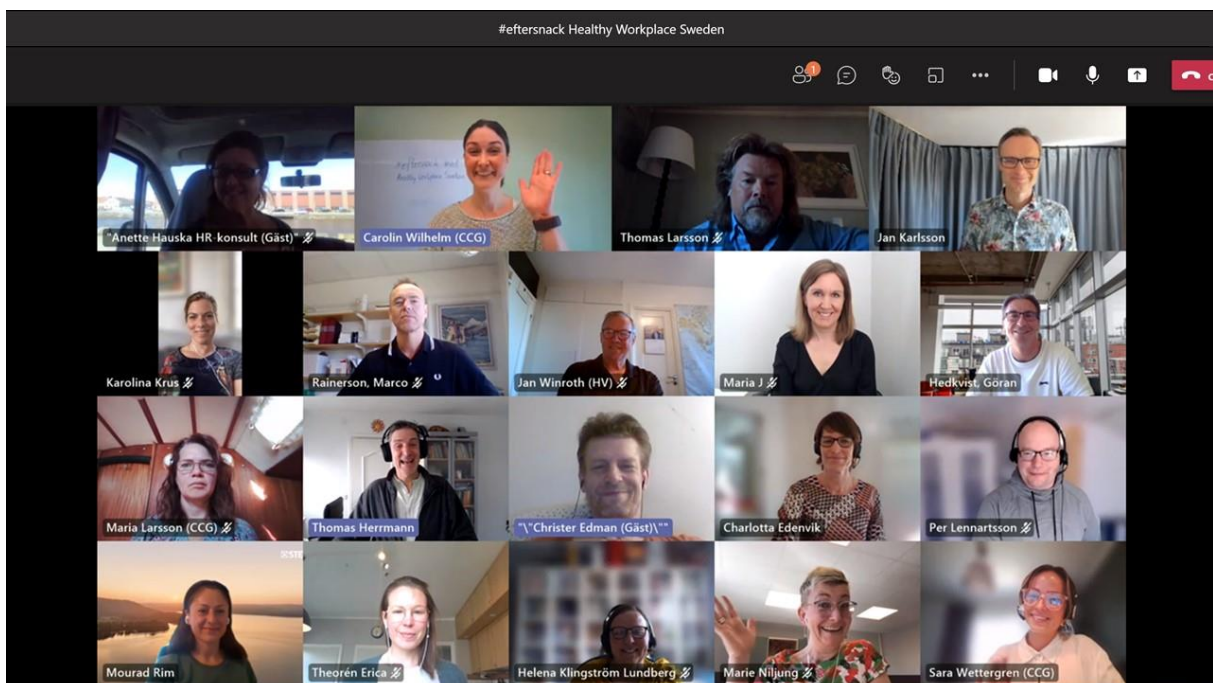 #eftersnack Healthy Workplace Sweden
1
"Anette Hauska HR-konsult (Gäst)"
Carolin Wilhelm (CCG)
Thomas Larsson
Jan Karlsson
Karolina Krus
Rainerson, Marco
Jan Winroth (HV)
Maria J
Hedkvist, Göran
Maria Larsson (CCG)
Thomas Herrmann
"\"Christer Edman (Gäst)\""
Charlotta Edenvik
Per Lennartsson
Mourad Rim
Theorén Erica
Helena Klingström Lundberg
Marie Niljung
Sara Wettergren (CCG)